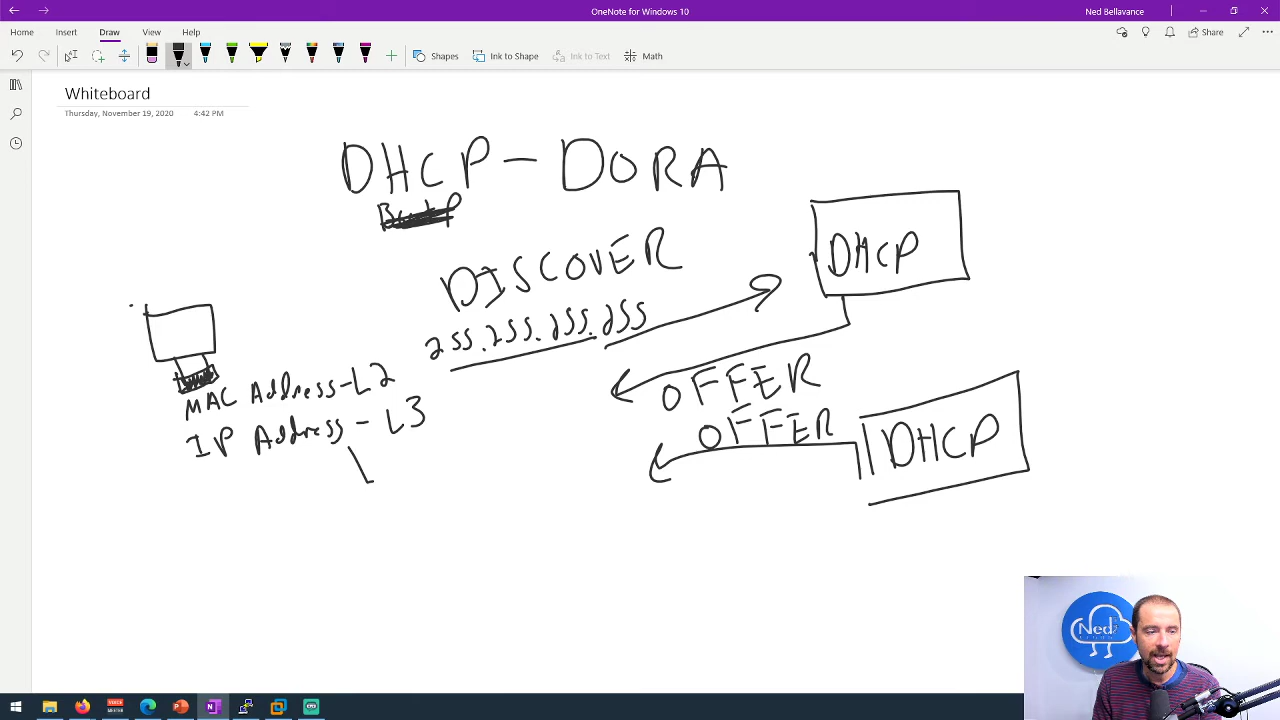 OneNote for Windows 10
Ned Bellavance
Home Insert Draw View Help
Share
Shapes Ink to Shape Ink to Text Math
Whiteboard
Thursday, November 19, 2020 4:42 PM
DHCP - DORA
DISCOVER
255.255.255.255
DHCP
MAC Address - L2
IP Address - L3
OFFER
OFFER
DHCP
Ned